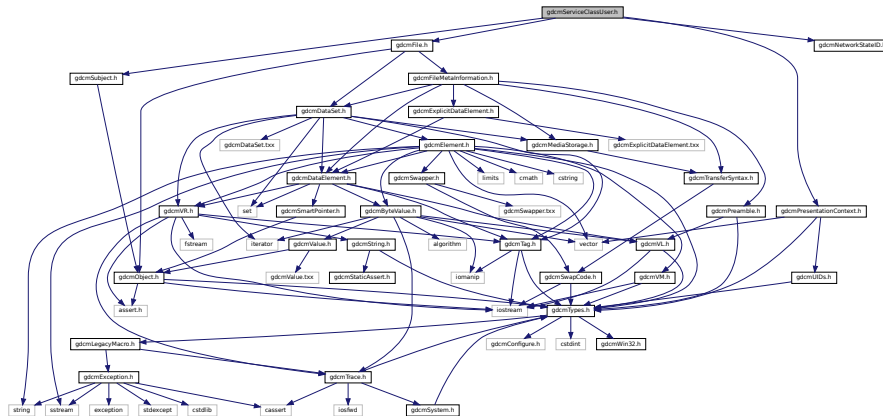 gdcmServiceClassUser.h
gdcmFile.h
gdcmNetworkStateID.h
gdcmSubject.h
gdcmFileMetaInformation.h
gdcmDataSet.h
gdcmExplicitDataElement.h
gdcmDataSet.txx
gdcmElement.h
gdcmMediaStorage.h
gdcmExplicitDataElement.txx
gdcmDataElement.h
gdcmSwapper.h
limits
cmath
cstring
gdcmTransferSyntax.h
gdcmVR.h
set
gdcmSmartPointer.h
gdcmByteValue.h
gdcmSwapper.txx
gdcmPreamble.h
gdcmPresentationContext.h
fstream
iterator
gdcmValue.h
gdcmString.h
algorithm
gdcmTag.h
vector
gdcmVL.h
gdcmObject.h
gdcmValue.txx
gdcmStaticAssert.h
iomanip
gdcmSwapCode.h
gdcmVM.h
gdcmUIDs.h
assert.h
iostream
gdcmTypes.h
gdcmLegacyMacro.h
gdcmConfigure.h
cstdint
gdcmWin32.h
gdcmException.h
gdcmTrace.h
string
sstream
exception
stdexcept
cstdlib
cassert
iosfwd
gdcmSystem.h